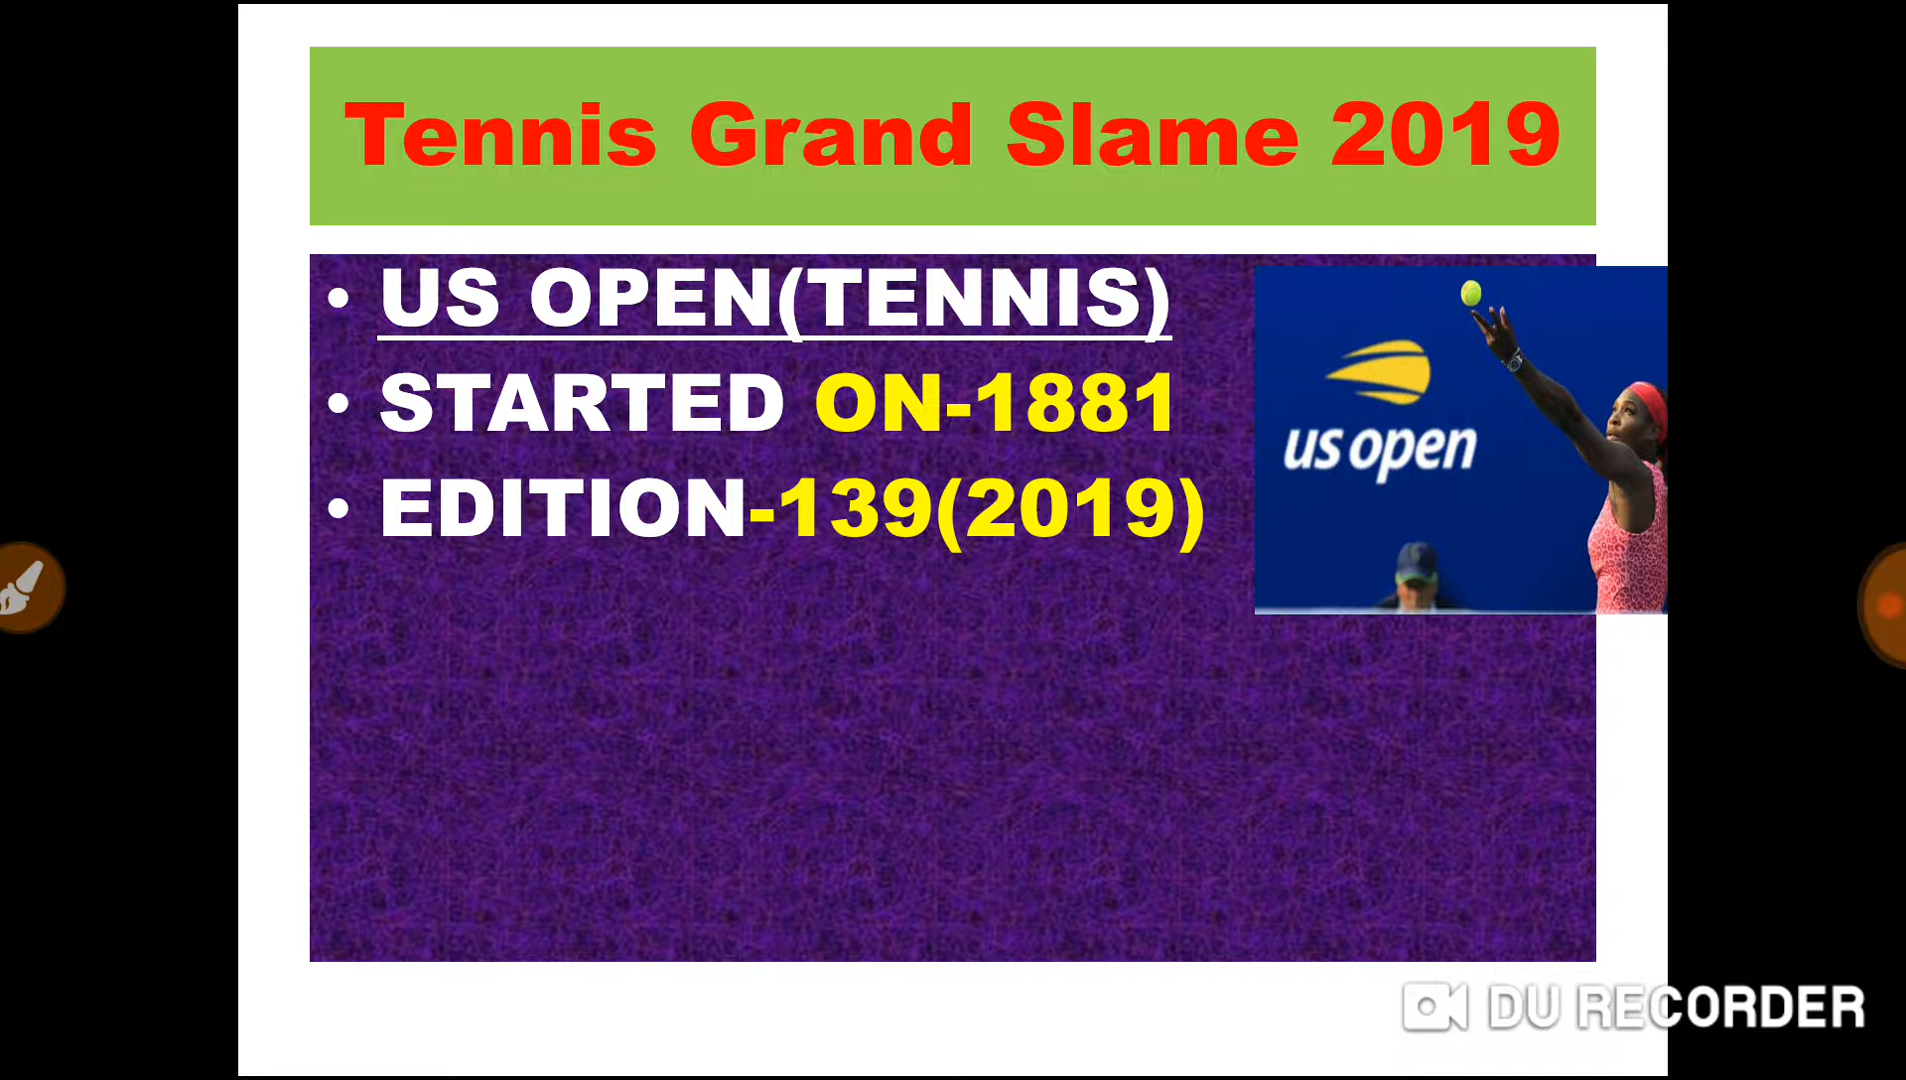 Tennis Grand Slame 2019
• US OPEN(TENNIS)
• STARTED ON-1881
• EDITION-139(2019)
us open
DU RECORDER